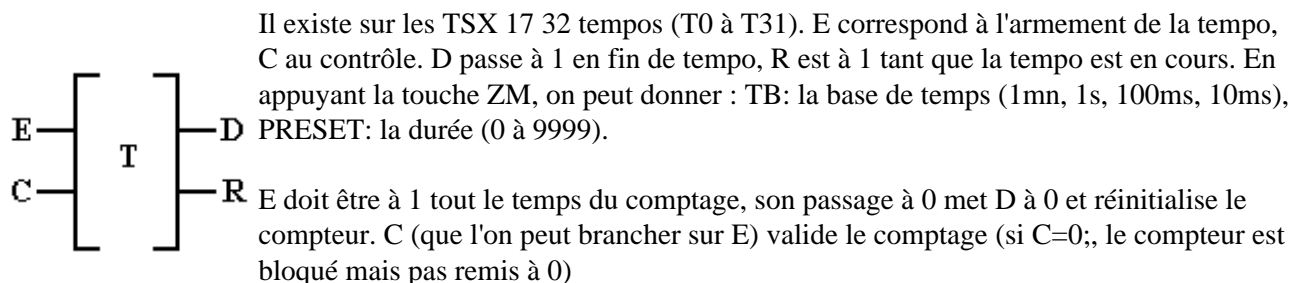 Il existe sur les TSX 17 32 tempos (T0 à T31). E correspond à l'armement de la tempo,
C au contrôle. D passe à 1 en fin de tempo, R est à 1 tant que la tempo est en cours. En
appuyant la touche ZM, on peut donner : TB: la base de temps (1mn, 1s, 100ms, 10ms),
PRESET: la durée (0 à 9999).
E
D
T
C
R
E doit être à 1 tout le temps du comptage, son passage à 0 met D à 0 et réinitialise le
compteur. C (que l'on peut brancher sur E) valide le comptage (si C=0;, le compteur est
bloqué mais pas remis à 0)